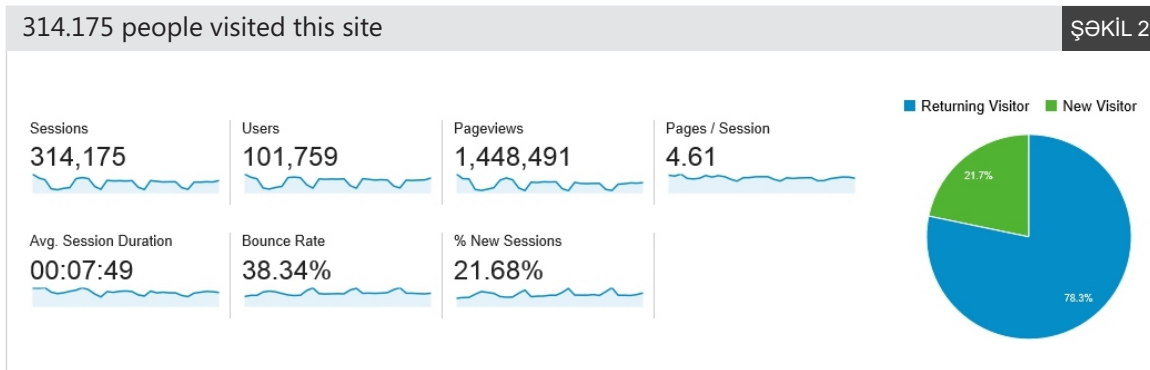 314.175 people visited this site
ŞƏKİL 2
Returning Visitor New Visitor
Sessions
314,175
Users
101,759
Pageviews
1,448,491
Pages / Session
4.61
Avg. Session Duration
00:07:49
Bounce Rate
38.34%
% New Sessions
21.68%
21.7%
78.3%